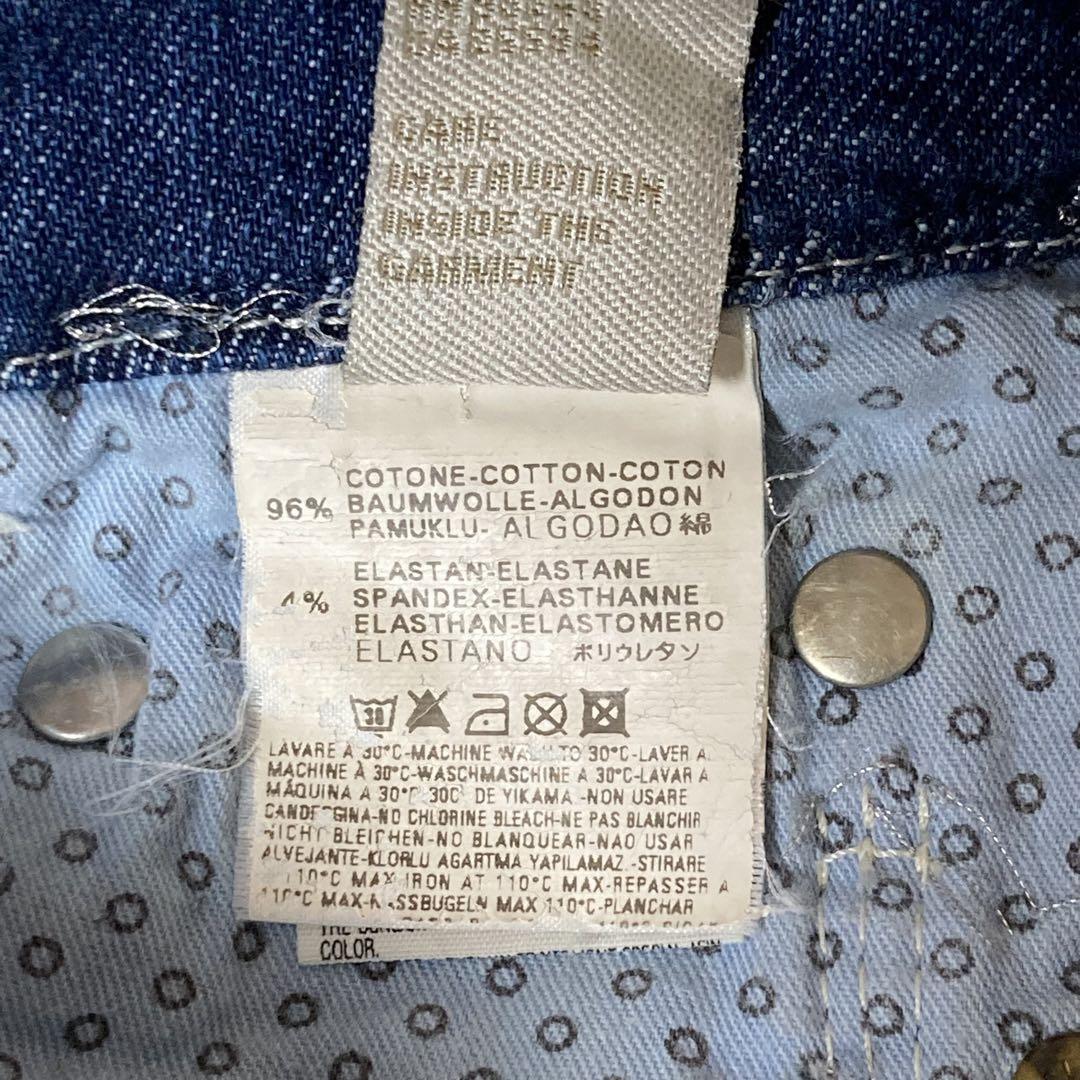 CARE
INSTRUCTION
INSIDE THE
GARMENT
COTONE-COTTON-COTON
96% BAUMWOLLE-ALGODON
PAMUKLU- ALGODAO 綿
ELASTAN-ELASTANE
4% SPANDEX-ELASTHANNE
ELASTHAN-ELASTOMERO
ELASTANO ポリウレタン
30
LAVARE A 30°C-MACHINE WASH TO 30°C-LAVER A
MACHINE À 30°C-WASCHMASCHINE A 30°C-LAVAR A
MÁQUINA A 30°C 30C DE YIKAMA -NON USARE
CANDEGGINA-NO CHLORINE BLEACH-NE PAS BLANCHIR
NICHT BLEICHEN-NO BLANQUEAR-NAO USAR
ALVEJANTE-KLORLU AGARTMA YAPILAMAZ -STIRARE
110°C MAX IRON AT 110°C MAX-REPASSER A
110°C MAX- MAX 110°C-PLANCHAR
COLOR.